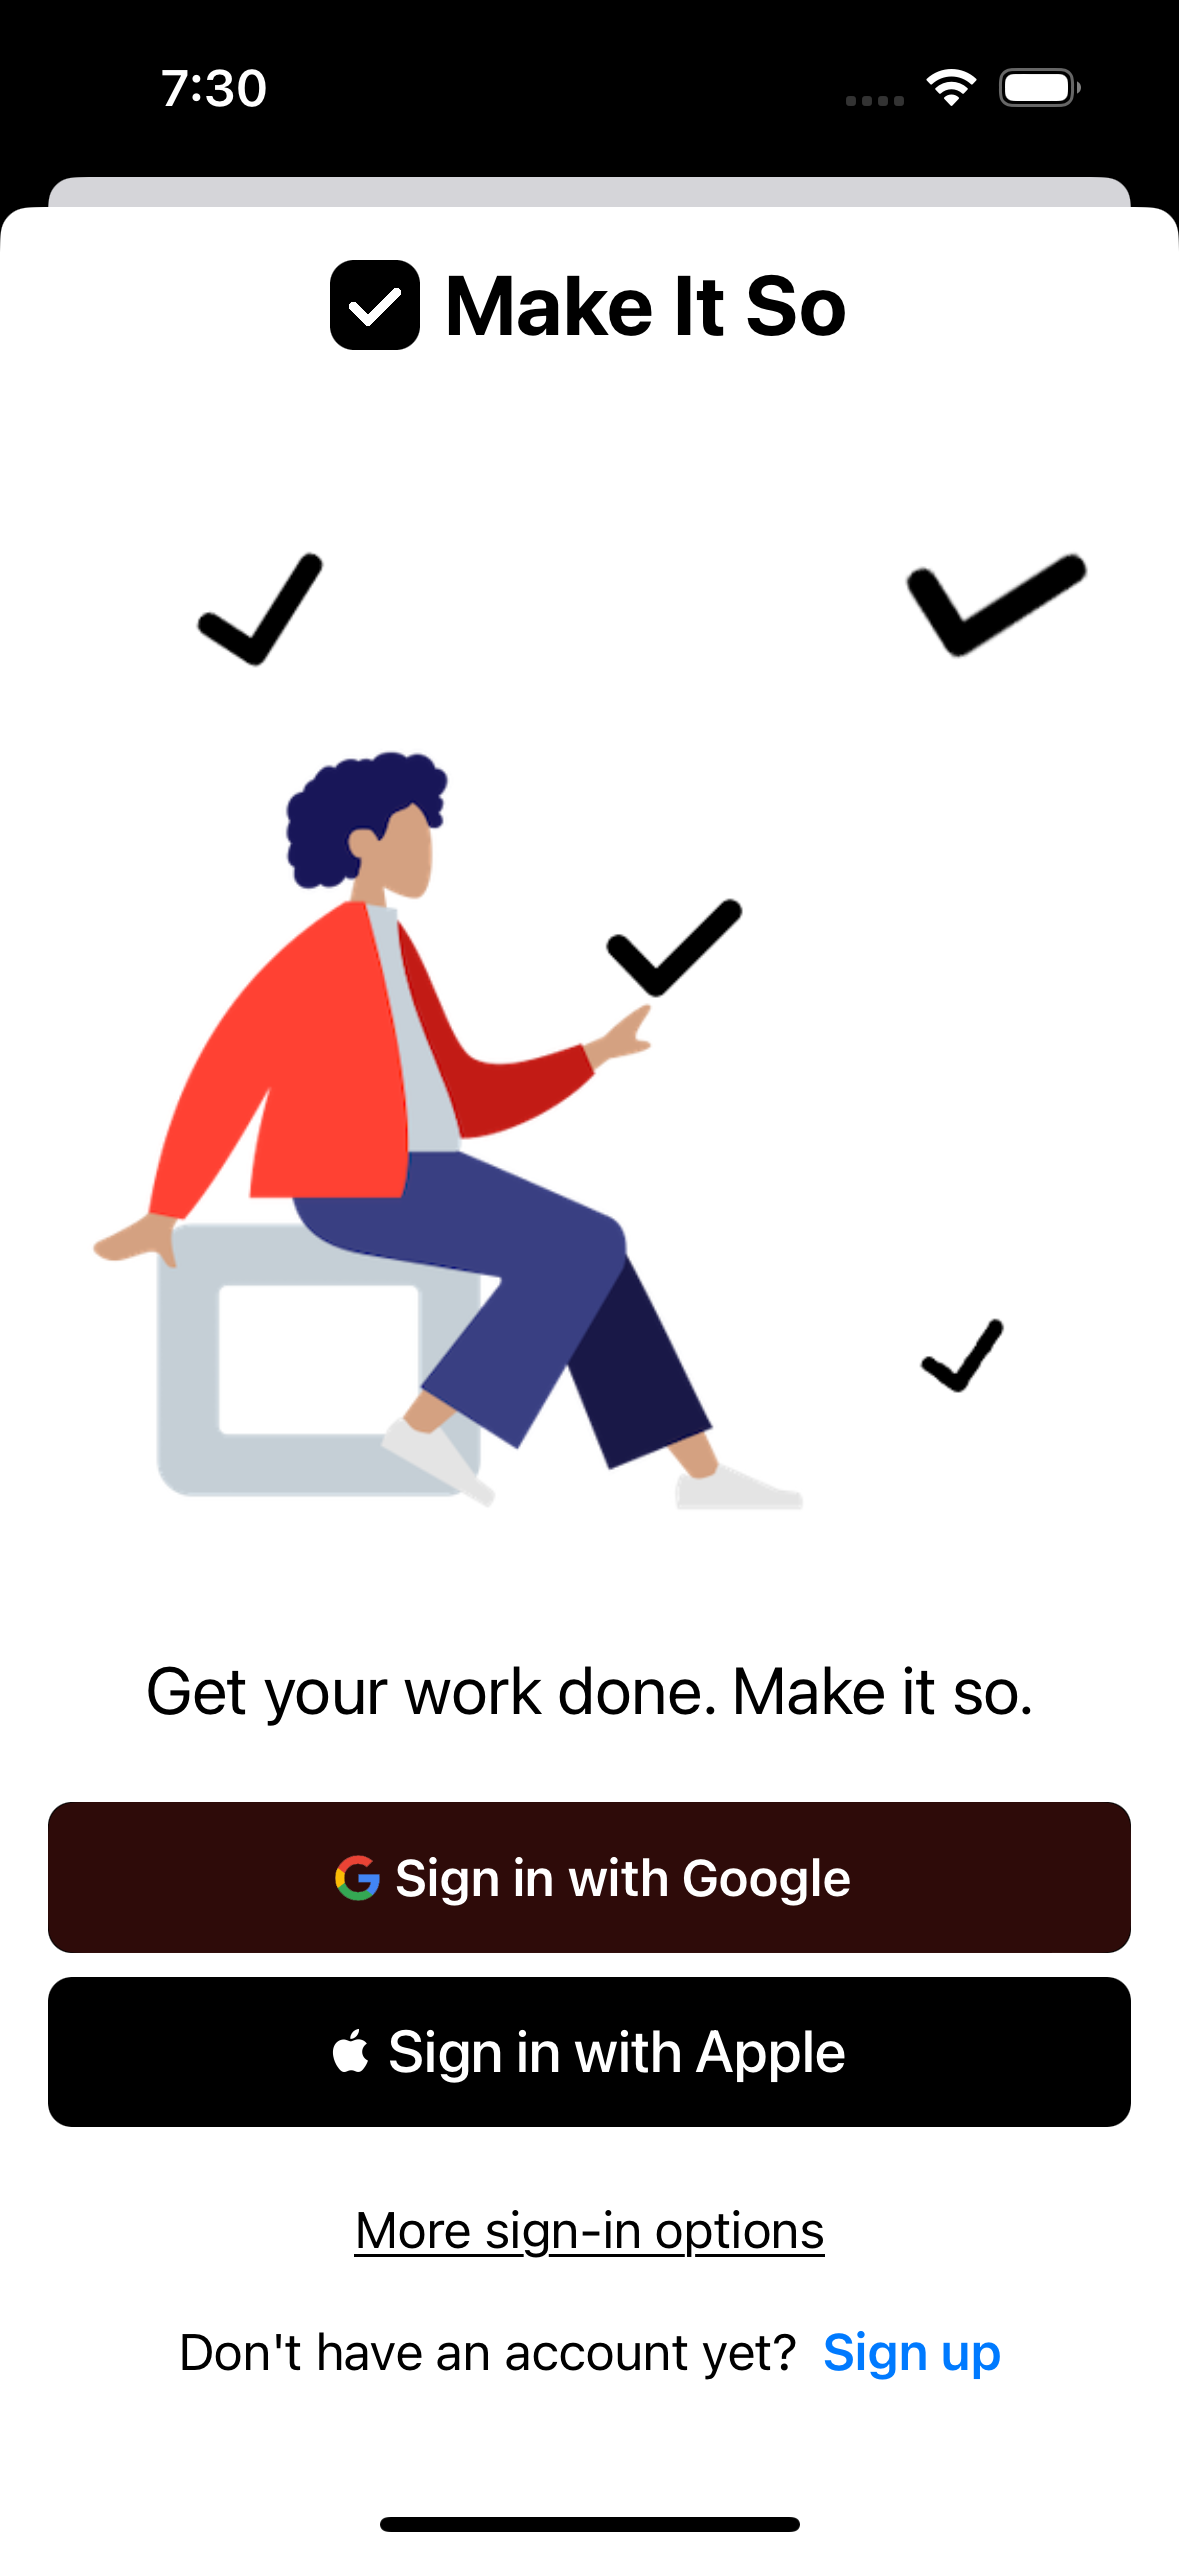 7:30
Make It So
Get your work done. Make it so.
Sign in with Google
Sign in with Apple
More sign-in options
Don't have an account yet? Sign up